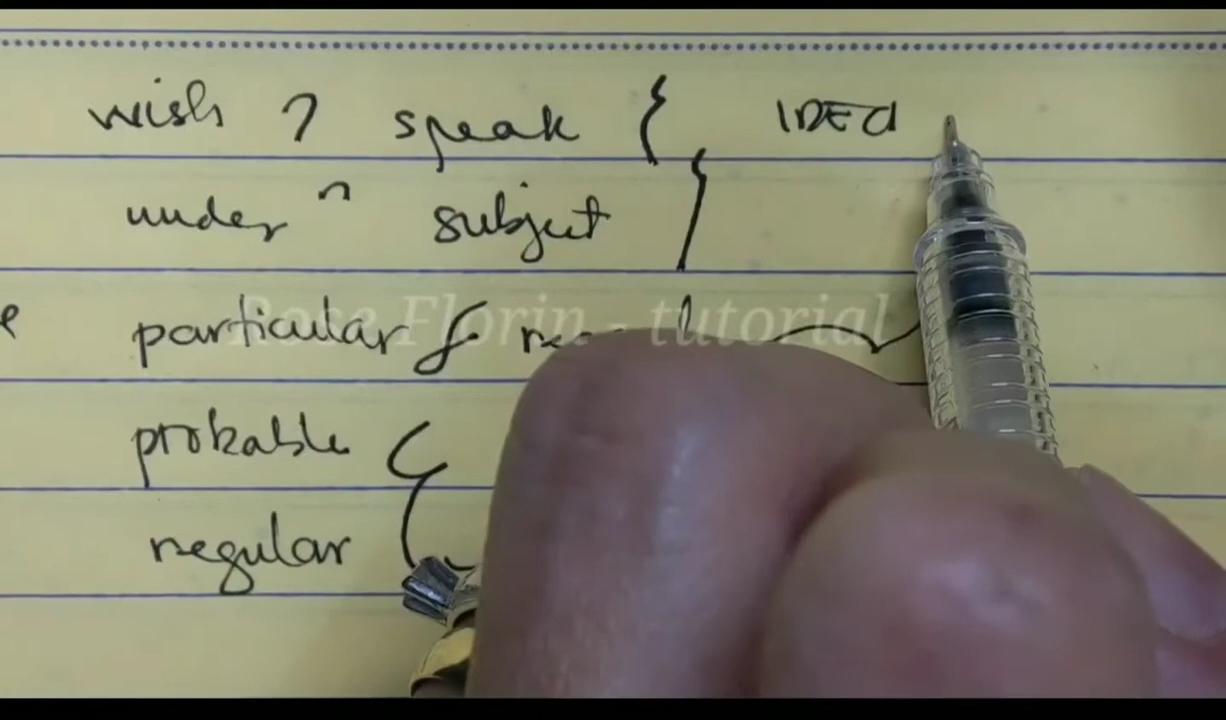 wish speak IDEA
under subject
particular
probable
regular
Rose Florin - tutorial